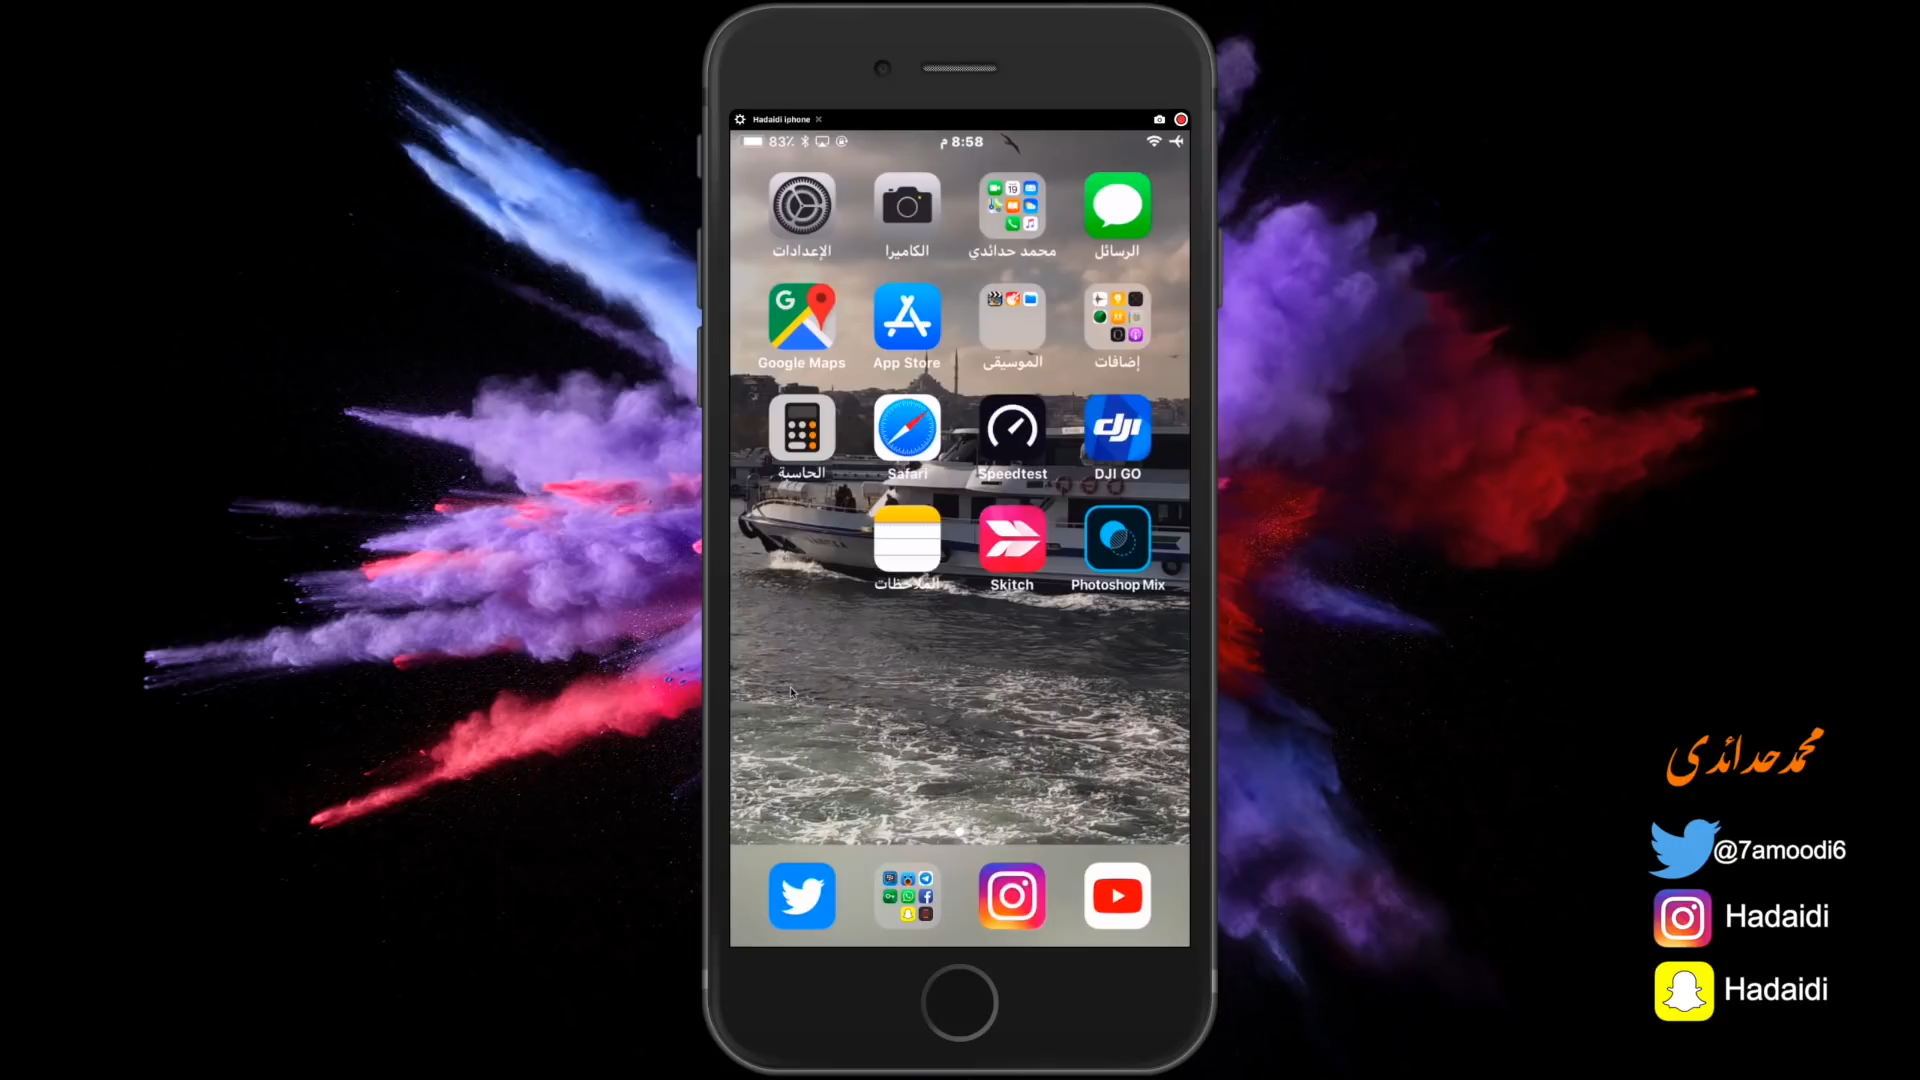 Hadaidi iphone
83٪
8:58 م
الرسائل
محمد حدائدي
الكاميرا
الإعدادات
إضافات
الموسيقى
App Store
Google Maps
DJI GO
Speedtest
Safari
الحاسبة
Photoshop Mix
Skitch
الملاحظات
محمد حدائدي
@7amoodi6
Hadaidi
Hadaidi